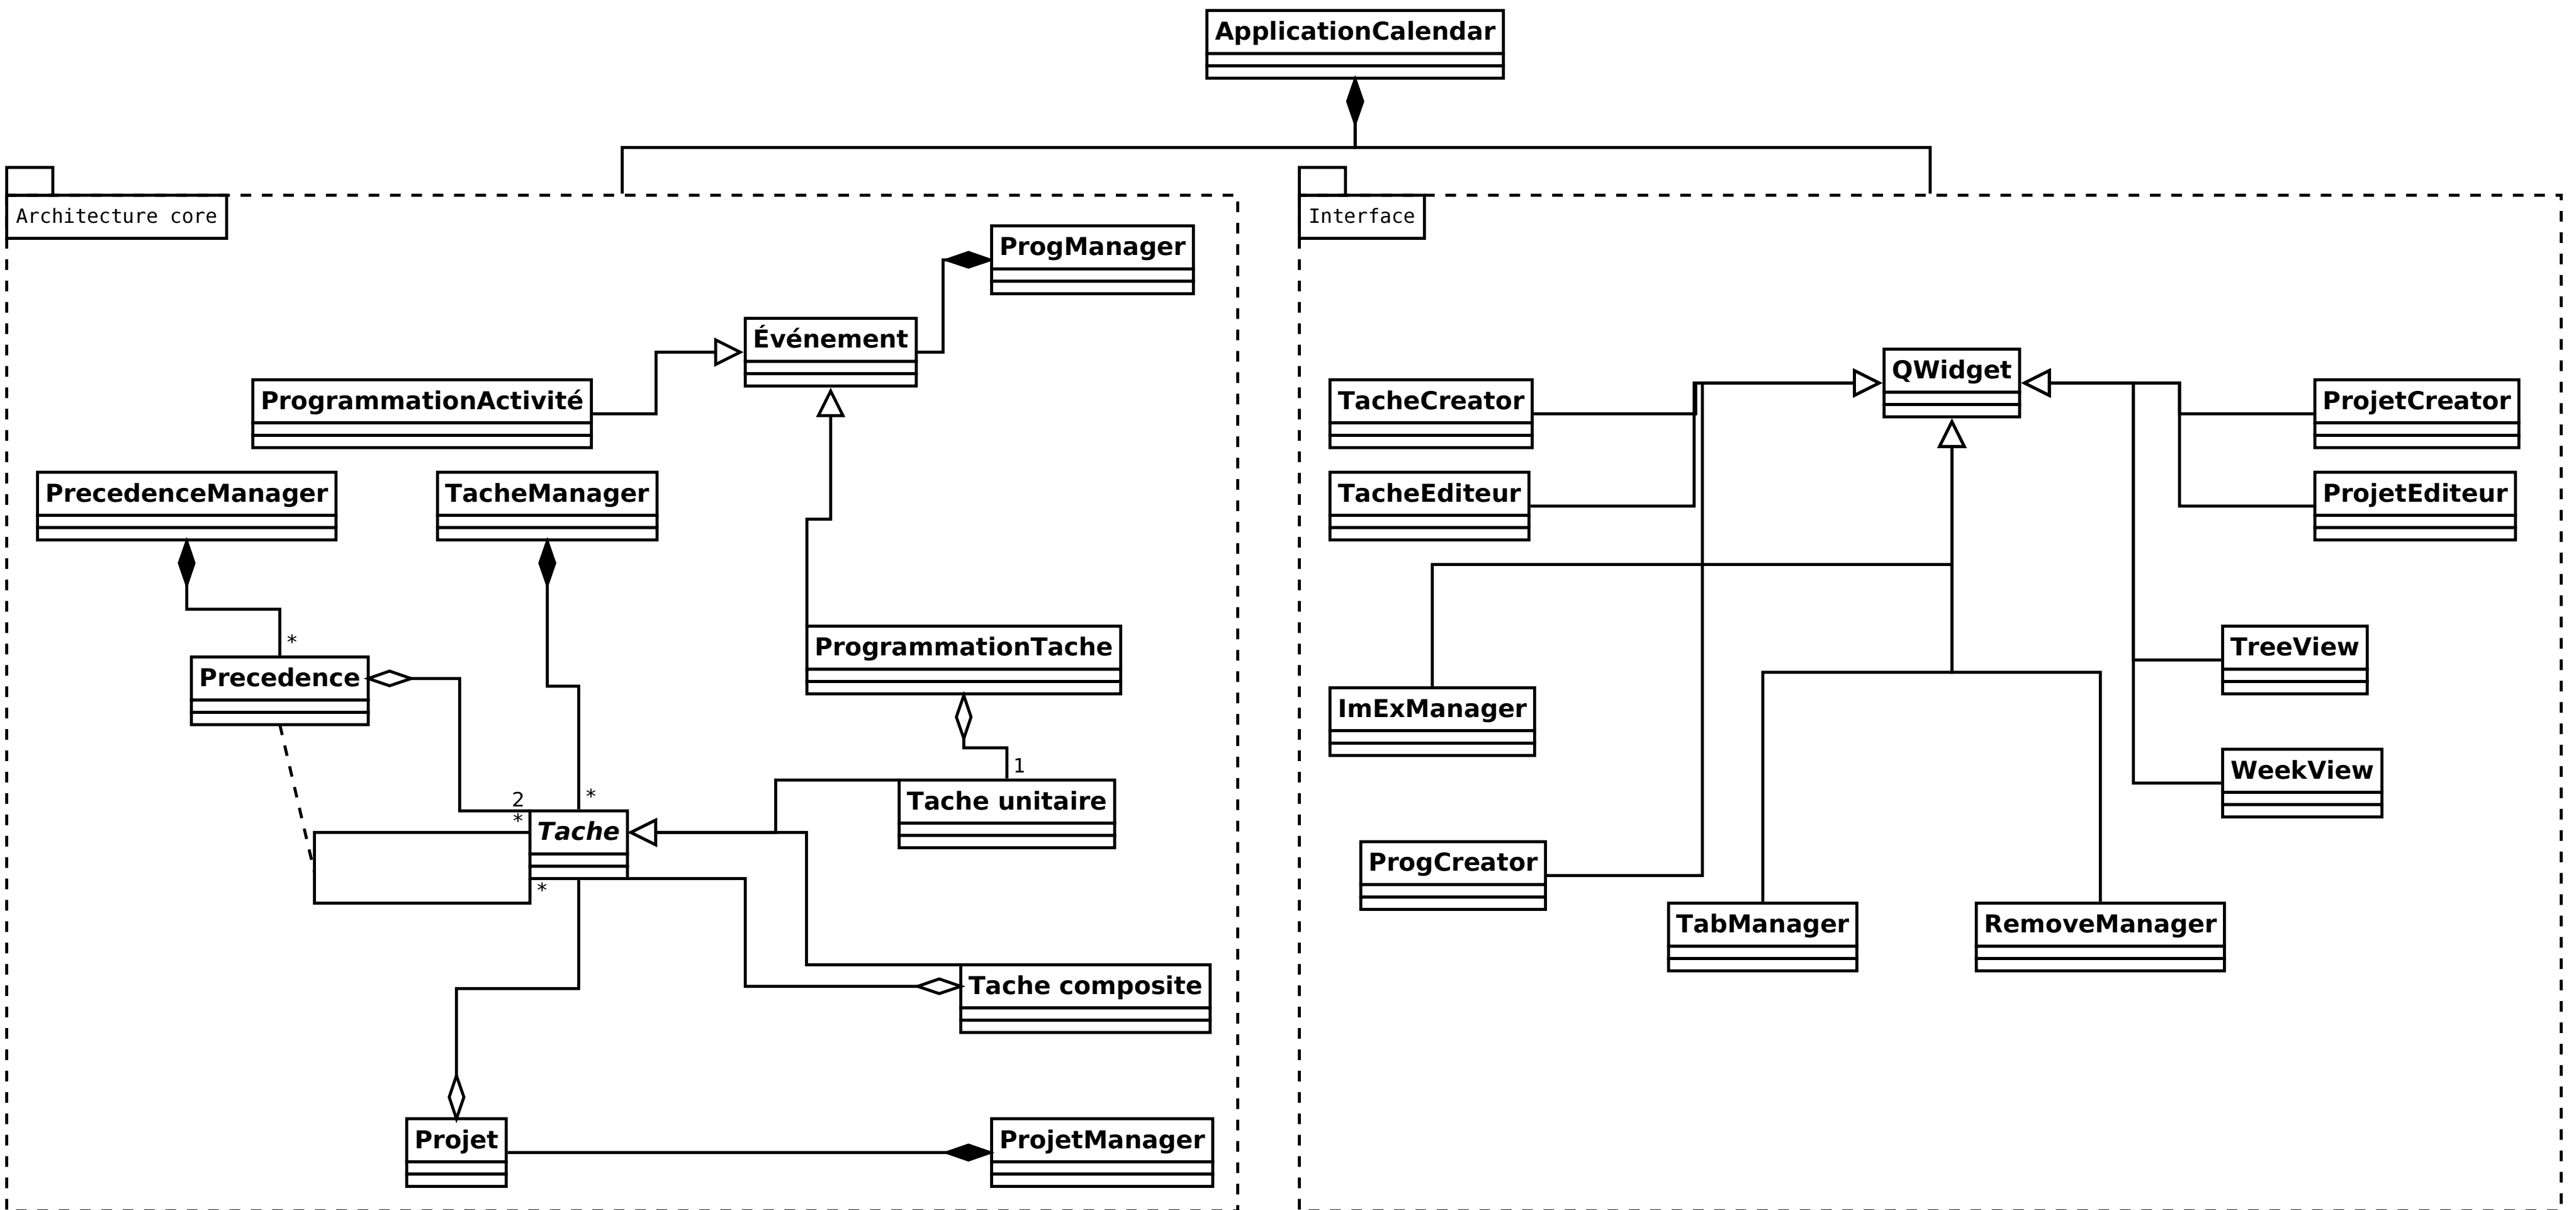 ApplicationCalendar
Architecture core
Interface
ProgManager
Événement
ProgrammationActivité
PrecedenceManager
TacheManager
*
Precedence
ProgrammationTache
1
2
*
*
Tache
Tache unitaire
*
Tache composite
Projet
ProjetManager
QWidget
TacheCreator
ProjetCreator
TacheEditeur
ProjetEditeur
TreeView
ImExManager
WeekView
ProgCreator
TabManager
RemoveManager